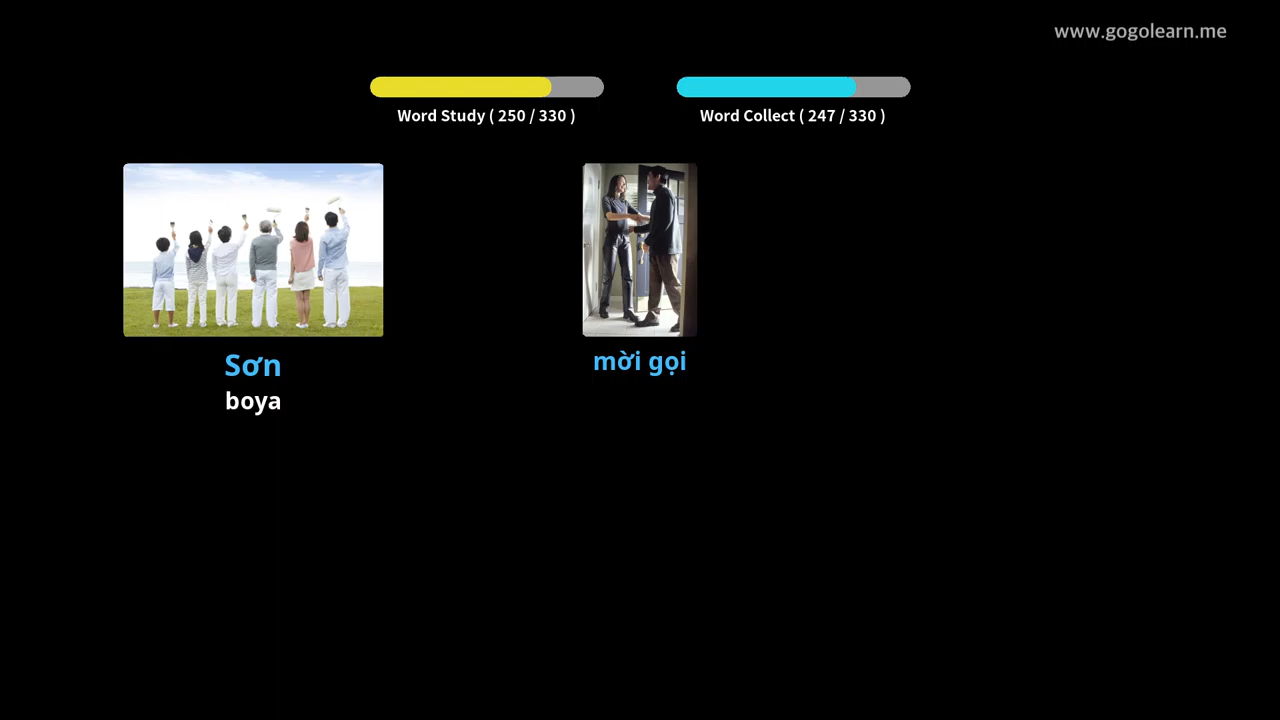 www.gogolearn.me
Word Study ( 250 / 330 )
Word Collect ( 247 / 330 )
Sơn
boya
mời gọi